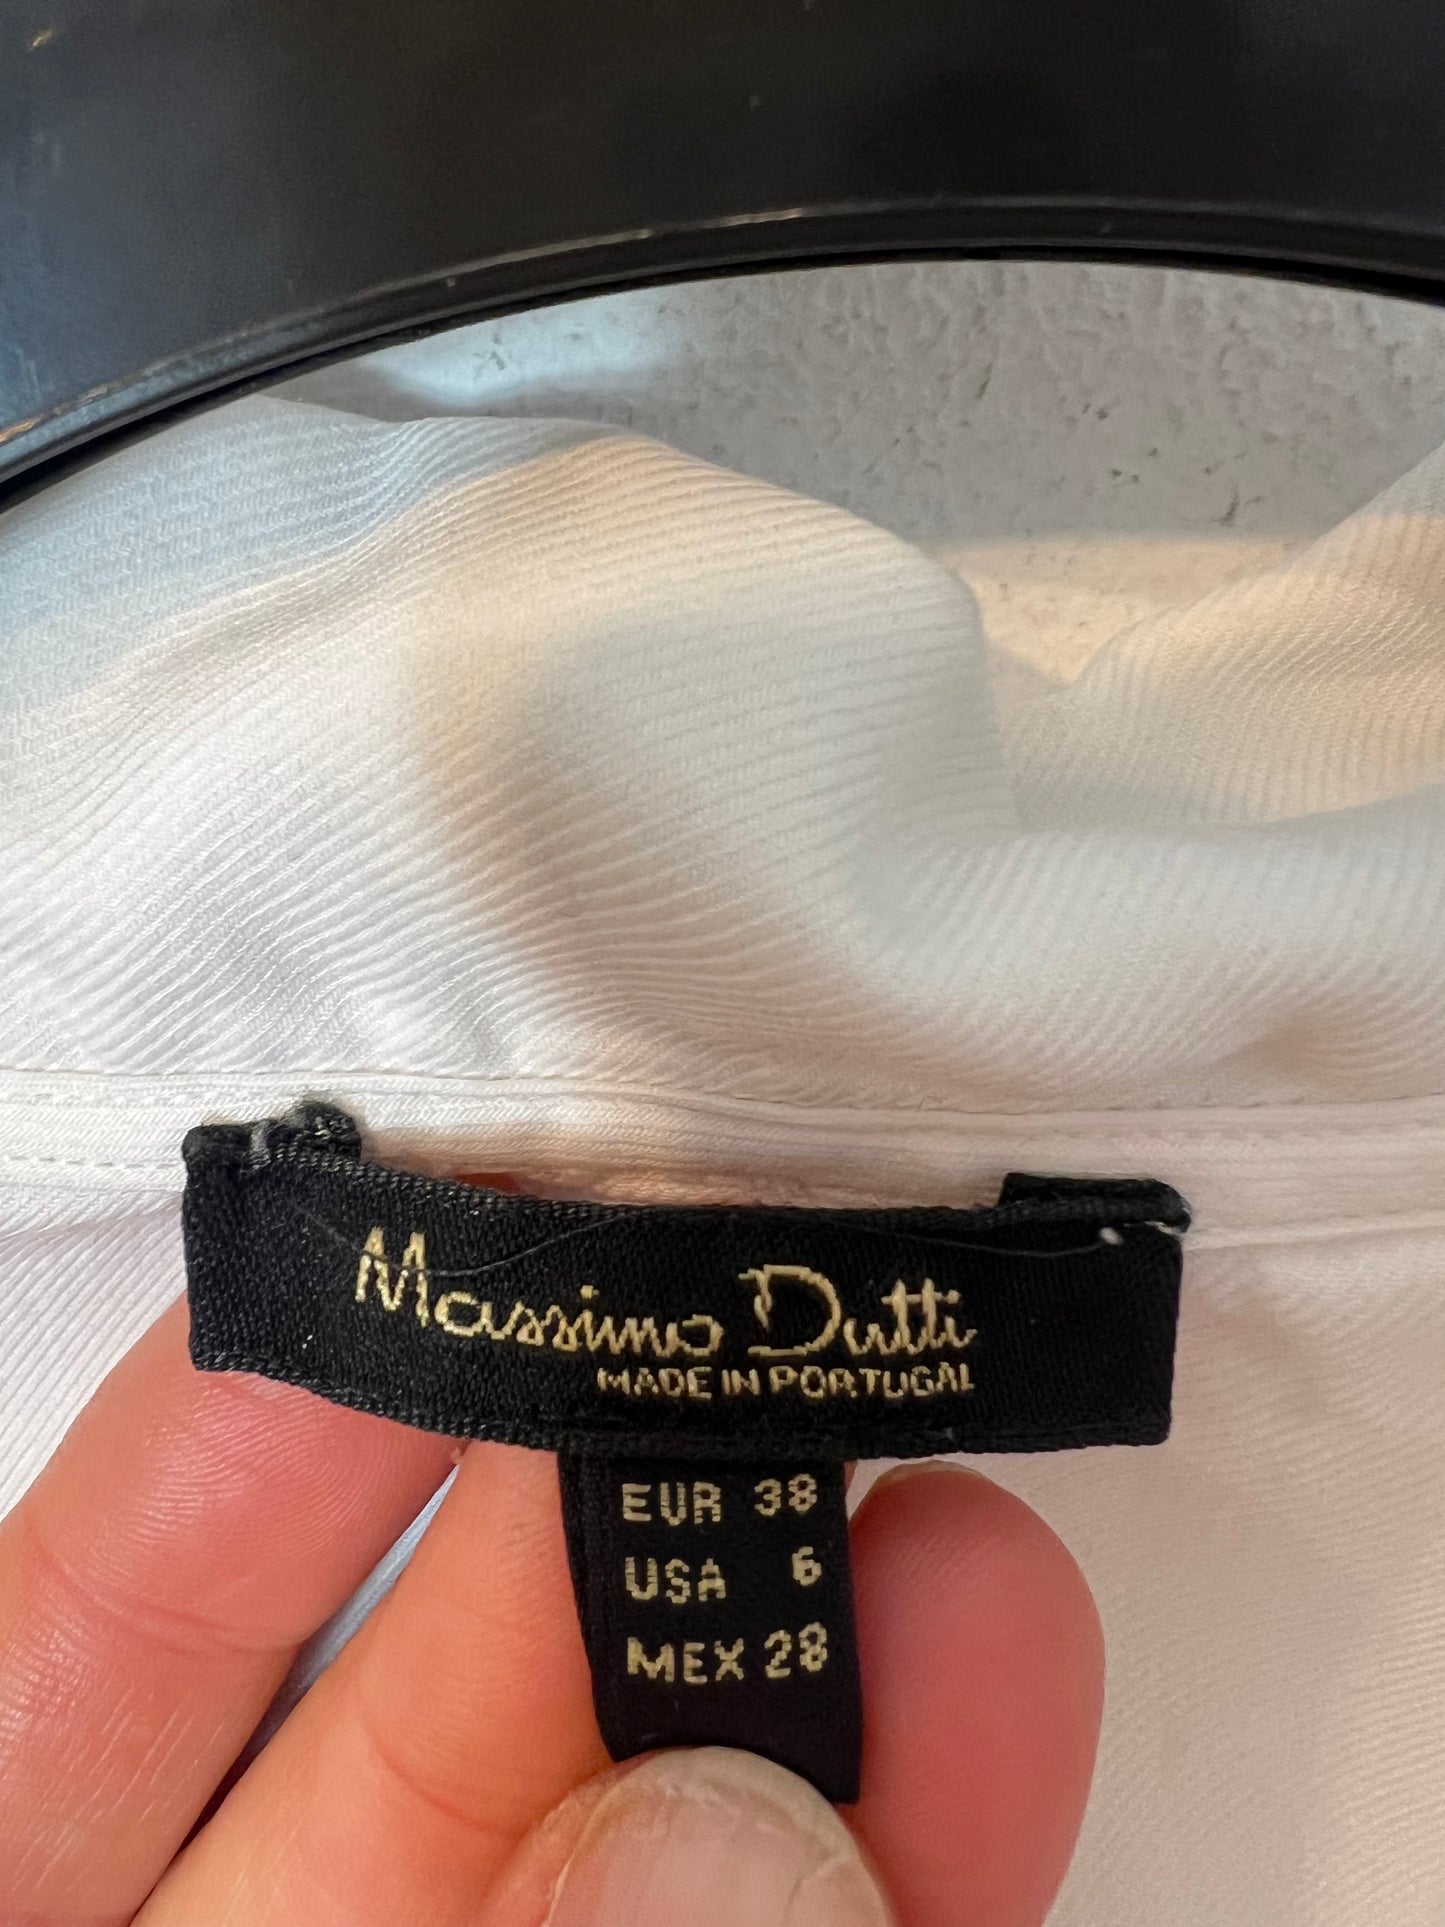 Massimo Dutti
MADE IN PORTUGAL
EUR 38
USA 6
MEX 28